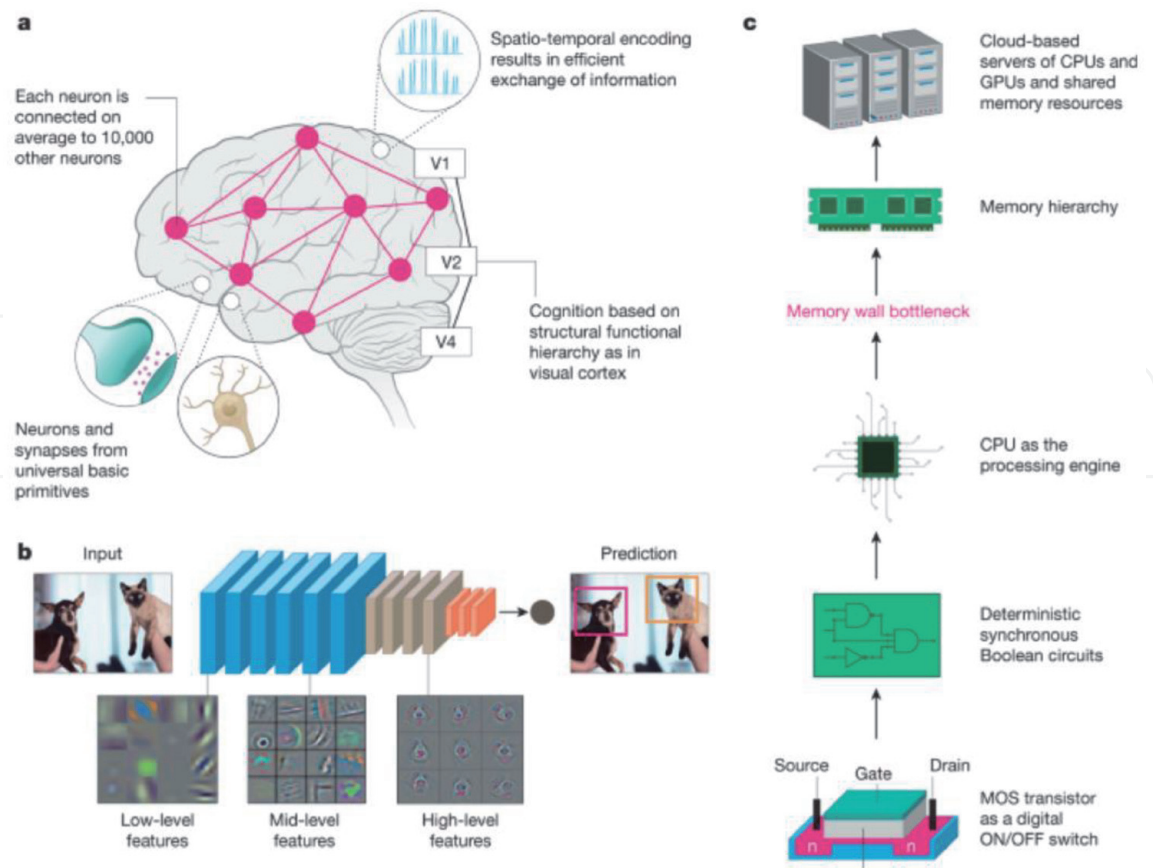 a
Spatio-temporal encoding
results in efficient
exchange of information
Each neuron is
connected on
average to 10,000
other neurons
V1
V2
V4
Cognition based on
structural functional
hierarchy as in
visual cortex
Neurons and
synapses from
universal basic
primitives
b
Input
Prediction
Low-level
features
Mid-level
features
High-level
features
c
Cloud-based
servers of CPUs and
GPUs and shared
memory resources
Memory hierarchy
Memory wall bottleneck
CPU as the
processing engine
Deterministic
synchronous
Boolean circuits
Source
Gate
Drain
n
n
MOS transistor
as a digital
ON/OFF switch